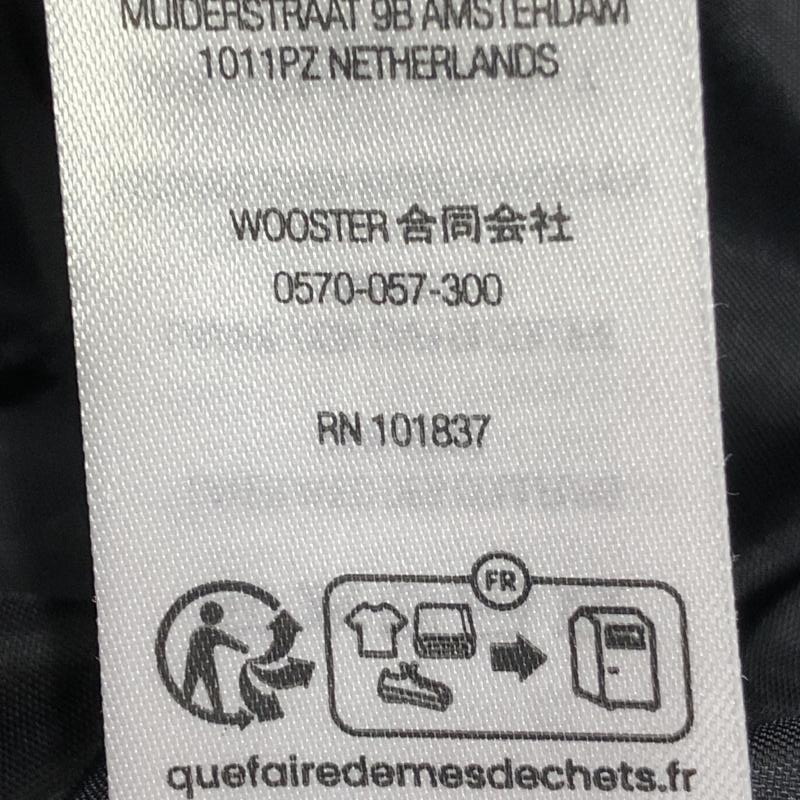 MUIDERSTRAAT 9B AMSTERDAM
1011PZ NETHERLANDS
WOOSTER 合同会社
0570-057-300
RN 101837
FR
quefairedemesdechets.fr